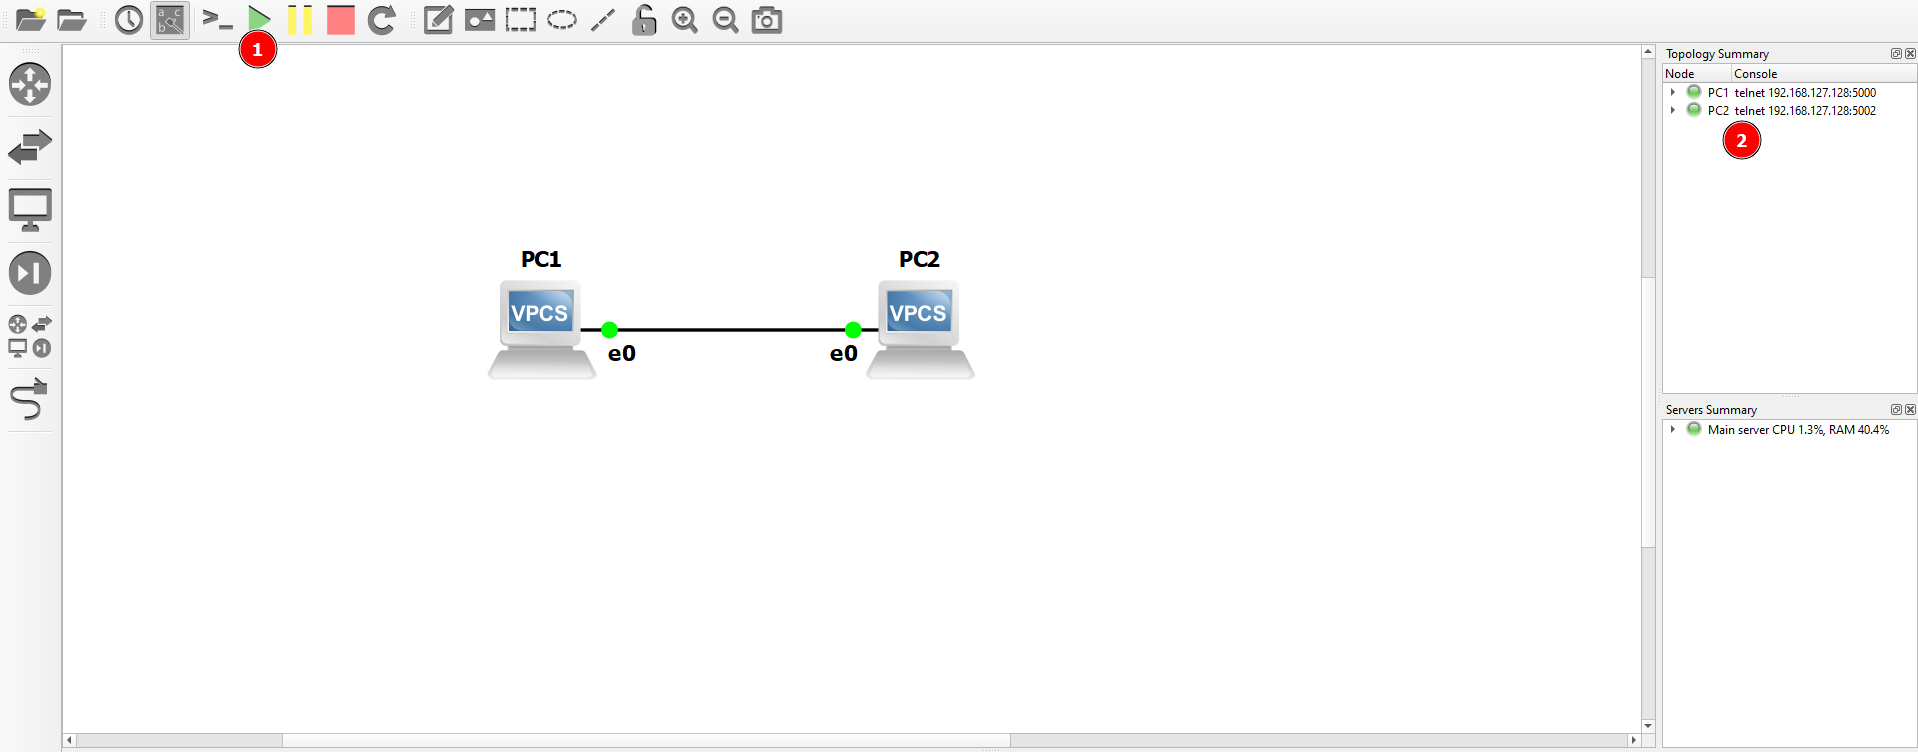 a c
b
>_
1
Topology Summary
Node Console
PC1 telnet 192.168.127.128:5000
PC2 telnet 192.168.127.128:5002
2
PC1 PC2
VPCS VPCS
e0 e0
Servers Summary
Main server CPU 1.3%, RAM 40.4%